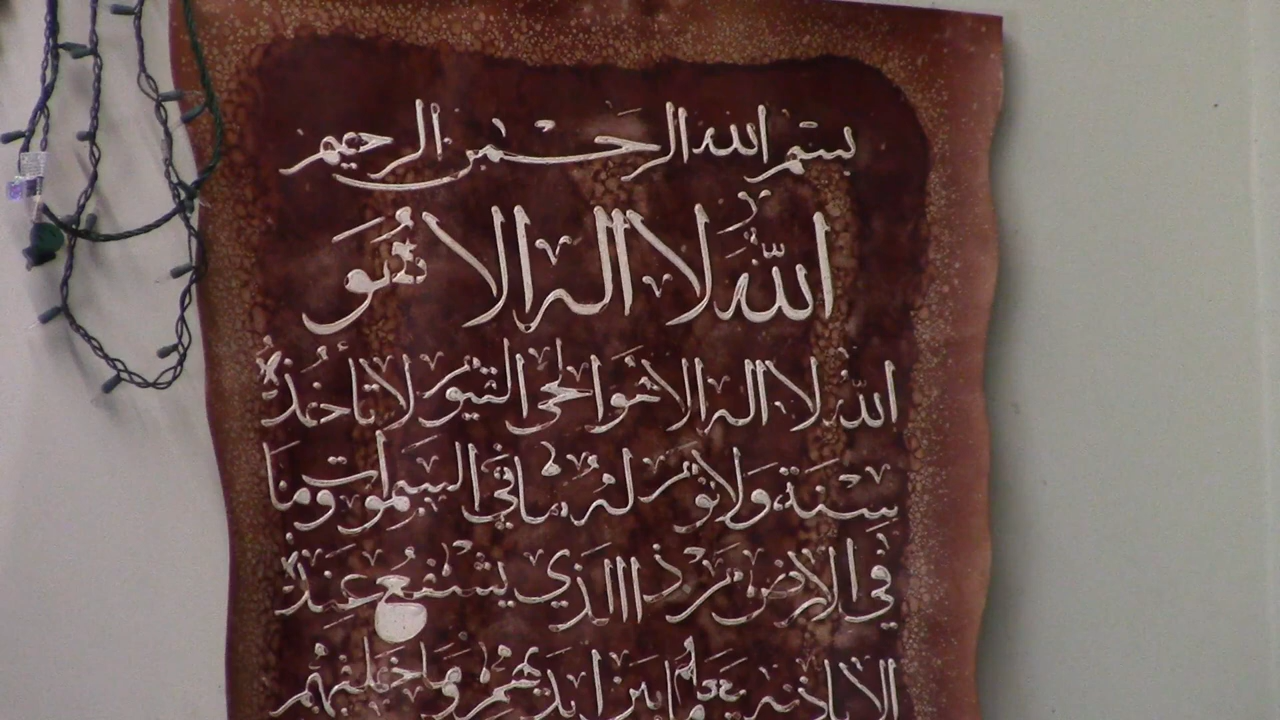 بسم الله الرحمن الرحيم
الله لا اله الا هو
الله لا اله الا هو الحي القيوم لا تاخذه
سنة ولا نوم له ما في السموات وما
في الارض من ذا الذي يشفع عنده
الا باذنه يعلم ما بين ايديهم وما خلفهم